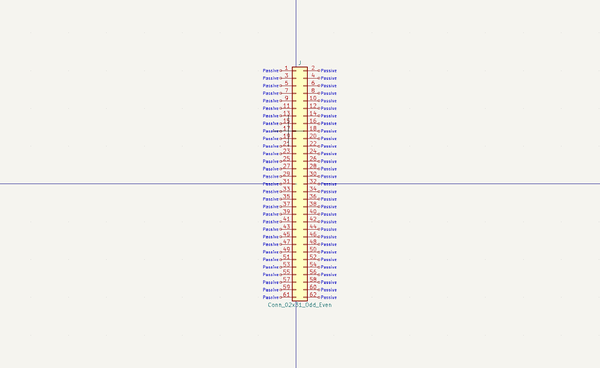 J
Passive 1 2 Passive
Passive 3 4 Passive
Passive 5 6 Passive
Passive 7 8 Passive
Passive 9 10 Passive
Passive 11 12 Passive
Passive 13 14 Passive
Passive 15 16 Passive
Passive 17 18 Passive
Passive 19 20 Passive
Passive 21 22 Passive
Passive 23 24 Passive
Passive 25 26 Passive
Passive 27 28 Passive
Passive 29 30 Passive
Passive 31 32 Passive
Passive 33 34 Passive
Passive 35 36 Passive
Passive 37 38 Passive
Passive 39 40 Passive
Passive 41 42 Passive
Passive 43 44 Passive
Passive 45 46 Passive
Passive 47 48 Passive
Passive 49 50 Passive
Passive 51 52 Passive
Passive 53 54 Passive
Passive 55 56 Passive
Passive 57 58 Passive
Passive 59 60 Passive
Passive 61 62 Passive
Conn_02x31_Odd_Even